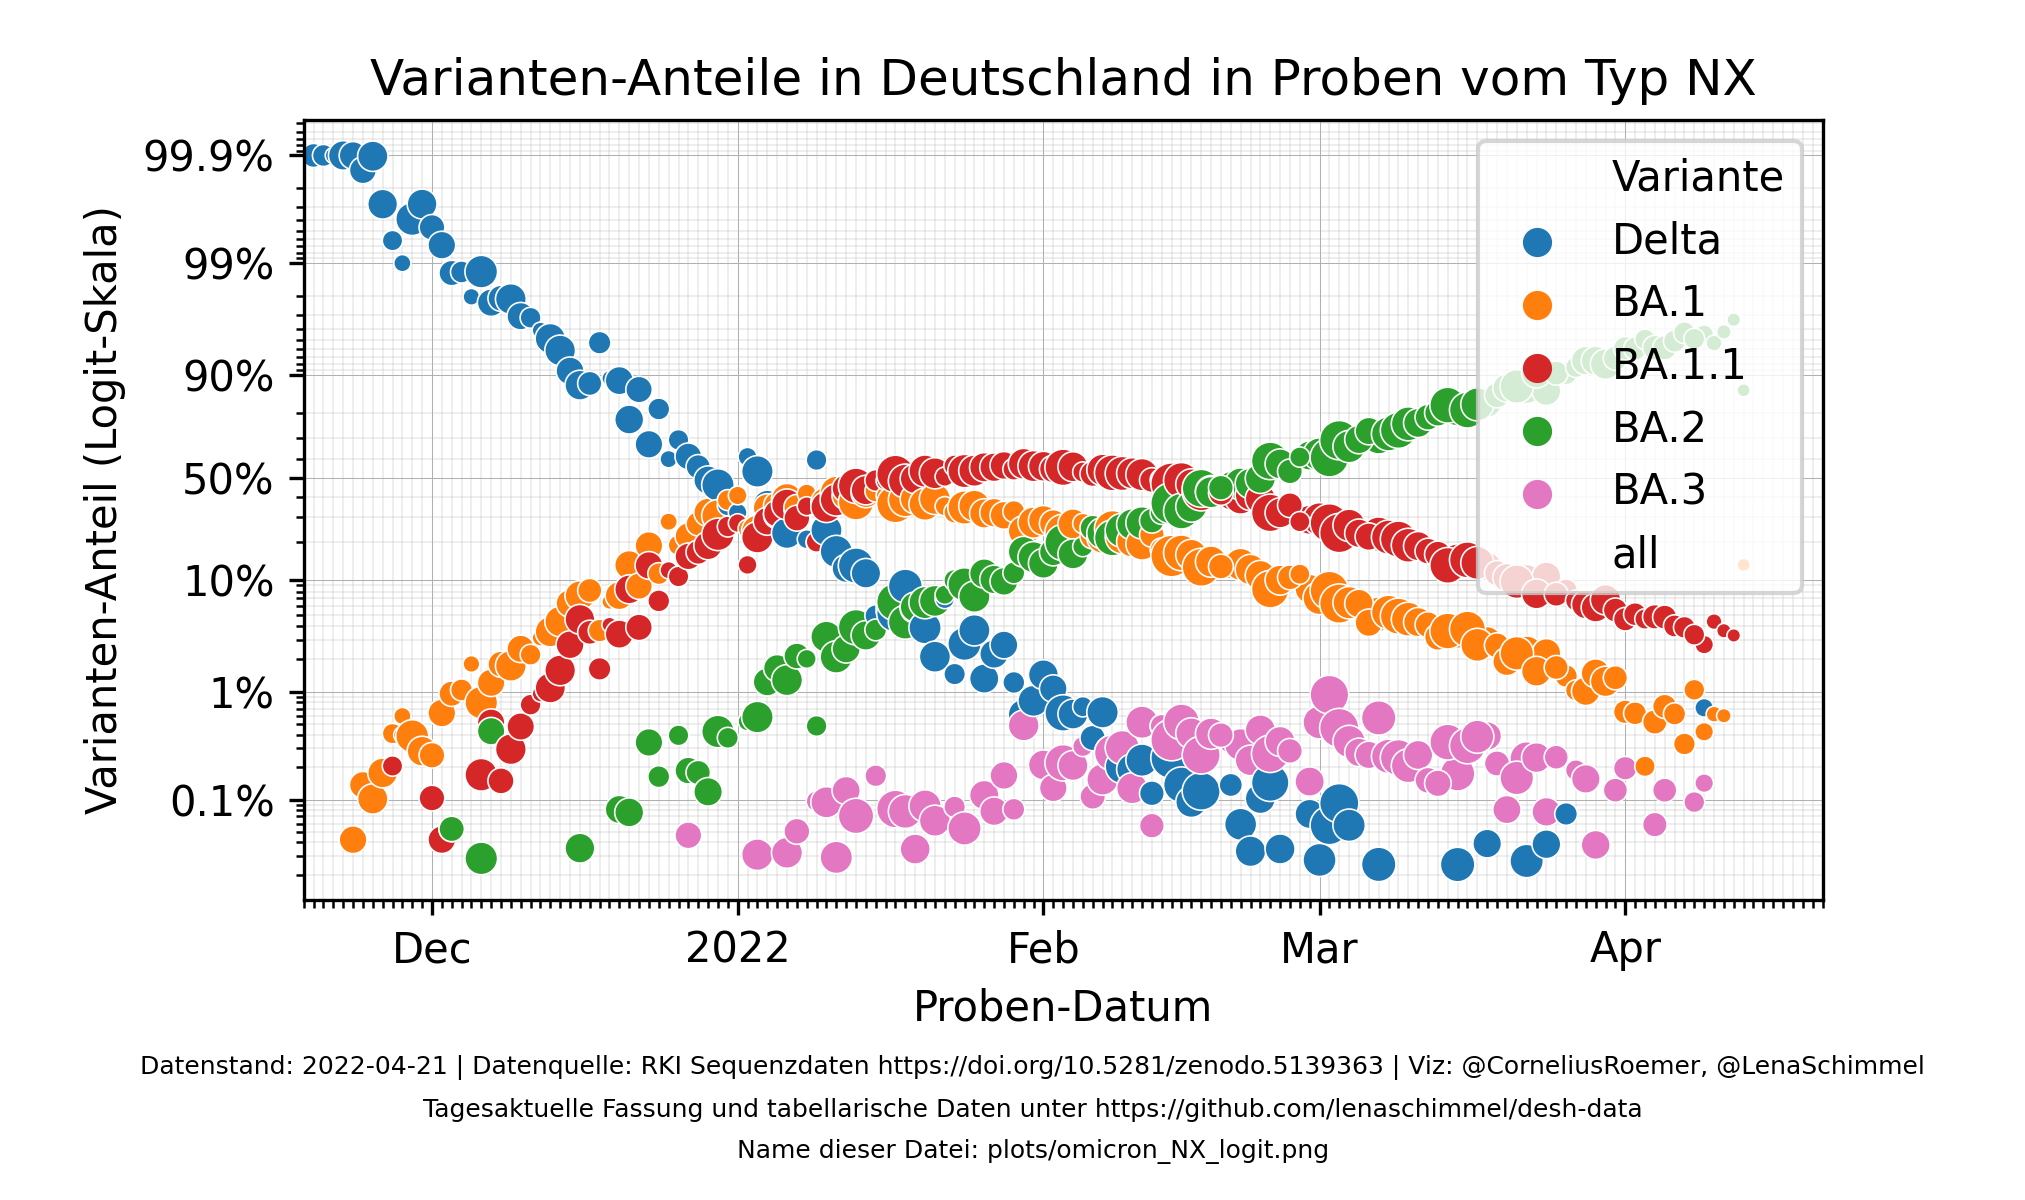 Varianten-Anteile in Deutschland in Proben vom Typ NX
Varianten-Anteil (Logit-Skala)
99.9%
99%
90%
50%
10%
1%
0.1%
Variante
Delta
BA.1
BA.1.1
BA.2
BA.3
all
Dec
2022
Feb
Mar
Apr
Proben-Datum
Datenstand: 2022-04-21 | Datenquelle: RKI Sequenzdaten https://doi.org/10.5281/zenodo.5139363 | Viz: @CorneliusRoemer, @LenaSchimmel
Tagesaktuelle Fassung und tabellarische Daten unter https://github.com/lenaschimmel/desh-data
Name dieser Datei: plots/omicron_NX_logit.png